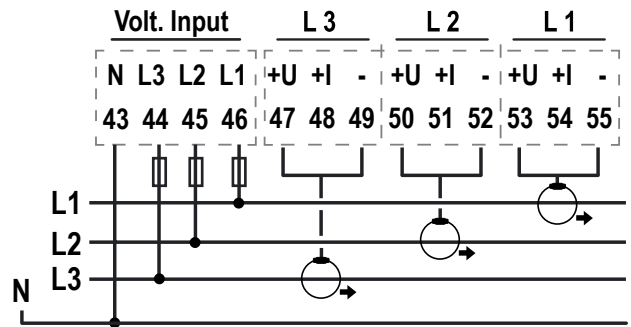 Volt. Input L 3 L 2 L 1
N L3 L2 L1 +U +I - +U +I - +U +I -
43 44 45 46 47 48 49 50 51 52 53 54 55
L1
L2
L3
N